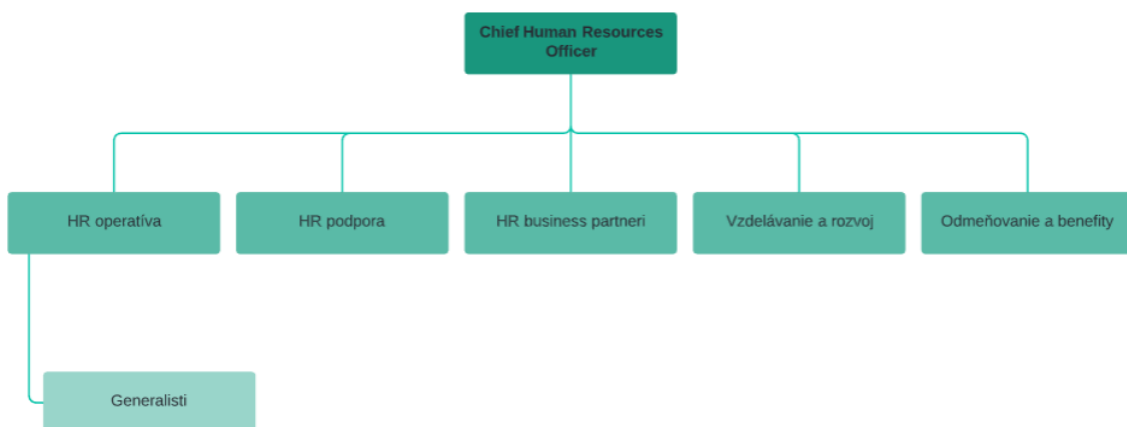 Chief Human Resources
Officer
HR operatíva
HR podpora
HR business partneri
Vzdelávanie a rozvoj
Odmeňovanie a benefity
Generalisti